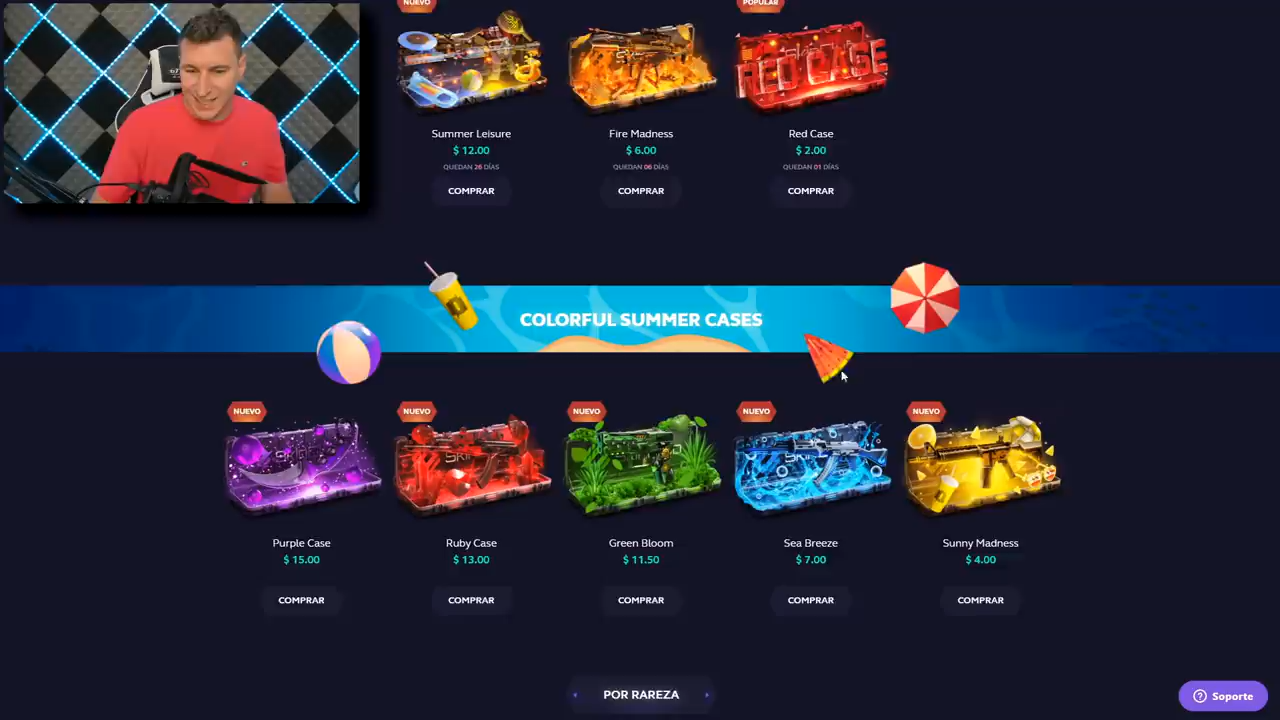 NUEVO
POPULAR
RED CASE
Summer Leisure
Fire Madness
Red Case
$ 12.00
$ 6.00
$ 2.00
QUEDAN 26 DÍAS
QUEDAN 06 DÍAS
QUEDAN 01 DÍAS
COMPRAR
COMPRAR
COMPRAR
COLORFUL SUMMER CASES
NUEVO
NUEVO
NUEVO
NUEVO
NUEVO
Purple Case
Ruby Case
Green Bloom
Sea Breeze
Sunny Madness
$ 15.00
$ 13.00
$ 11.50
$ 7.00
$ 4.00
COMPRAR
COMPRAR
COMPRAR
COMPRAR
COMPRAR
POR RAREZA
Soporte